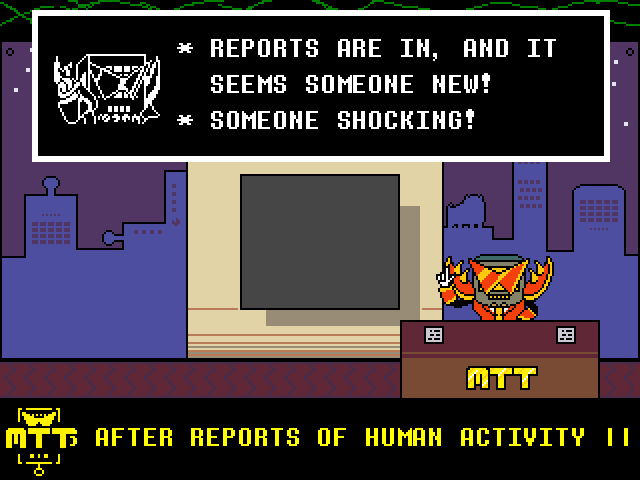 * REPORTS ARE IN, AND IT
SEEMS SOMEONE NEW!
* SOMEONE SHOCKING!
MTT
MTT
AFTER REPORTS OF HUMAN ACTIVITY